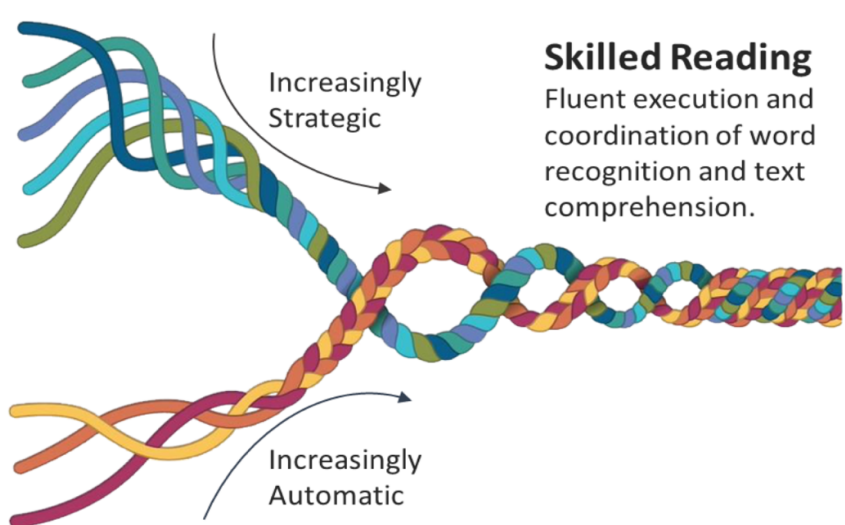 Skilled Reading
Fluent execution and
coordination of word
recognition and text
comprehension.
Increasingly
Strategic
Increasingly
Automatic